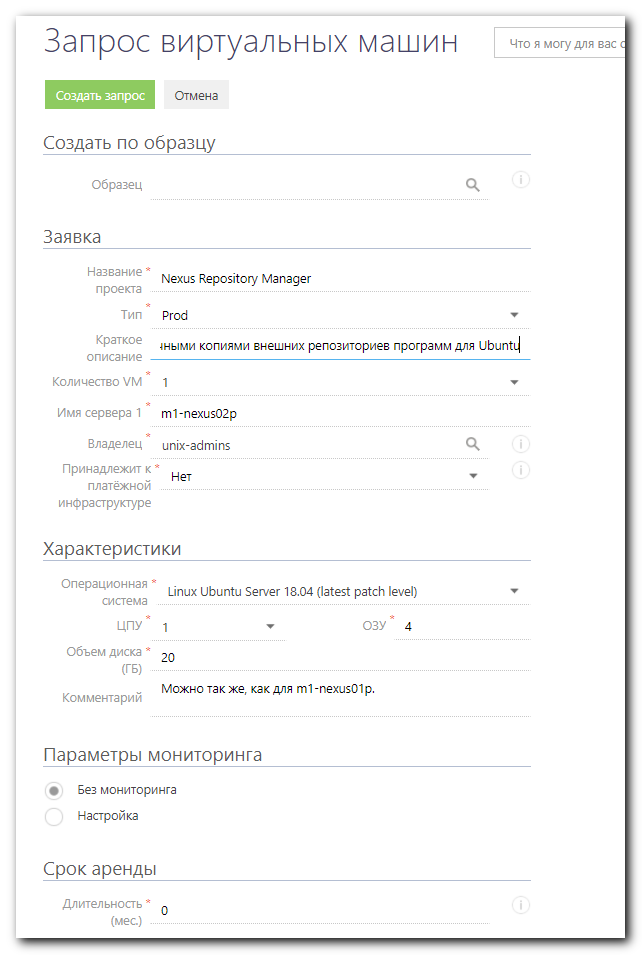 Запрос виртуальных машин
Что я могу для вас
Создать запрос
Отмена
Создать по образцу
Образец
Заявка
Название *
проекта
Nexus Repository Manager
Тип *
Prod
Краткое
описание
ными копиями внешних репозиториев программ для Ubuntu
Количество VM *
1
Имя сервера 1 *
m1-nexus02p
Владелец *
unix-admins
Принадлежит к *
платёжной
инфраструктуре
Нет
Характеристики
Операционная *
система
Linux Ubuntu Server 18.04 (latest patch level)
ЦПУ *
1
ОЗУ *
4
Объем диска *
(ГБ)
20
Комментарий
Можно так же, как для m1-nexus01p.
Параметры мониторинга
Без мониторинга
Настройка
Срок аренды
Длительность *
(мес.)
0